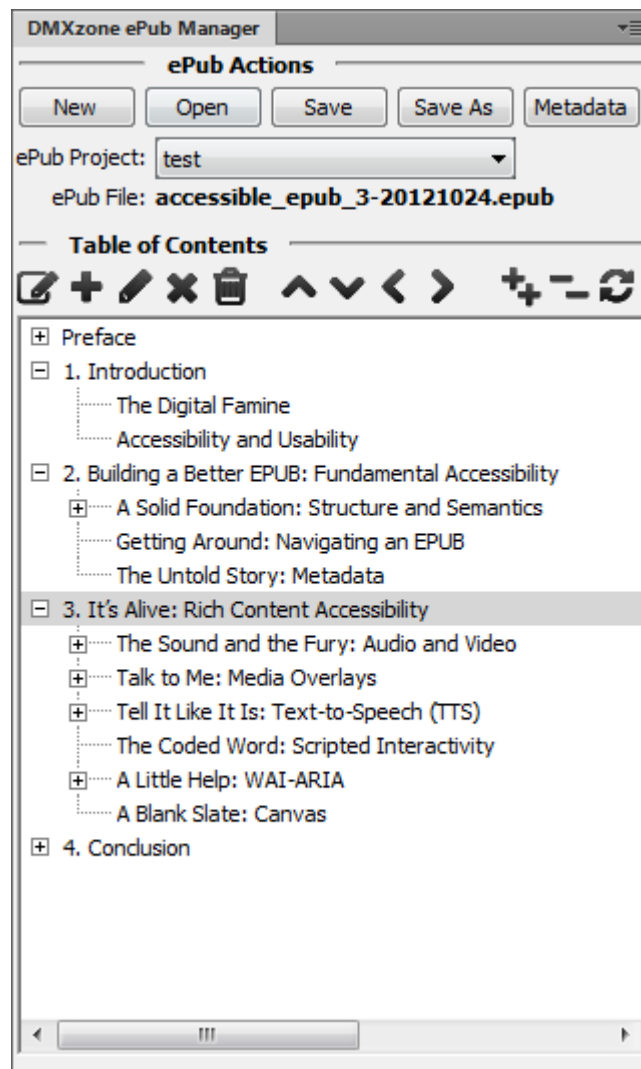 DMXzone ePub Manager
ePub Actions
New Open Save Save As Metadata
ePub Project: test
ePub File: accessible_epub_3-20121024.epub
Table of Contents
Preface
1. Introduction
The Digital Famine
Accessibility and Usability
2. Building a Better EPUB: Fundamental Accessibility
A Solid Foundation: Structure and Semantics
Getting Around: Navigating an EPUB
The Untold Story: Metadata
3. It's Alive: Rich Content Accessibility
The Sound and the Fury: Audio and Video
Talk to Me: Media Overlays
Tell It Like It Is: Text-to-Speech (TTS)
The Coded Word: Scripted Interactivity
A Little Help: WAI-ARIA
A Blank Slate: Canvas
4. Conclusion